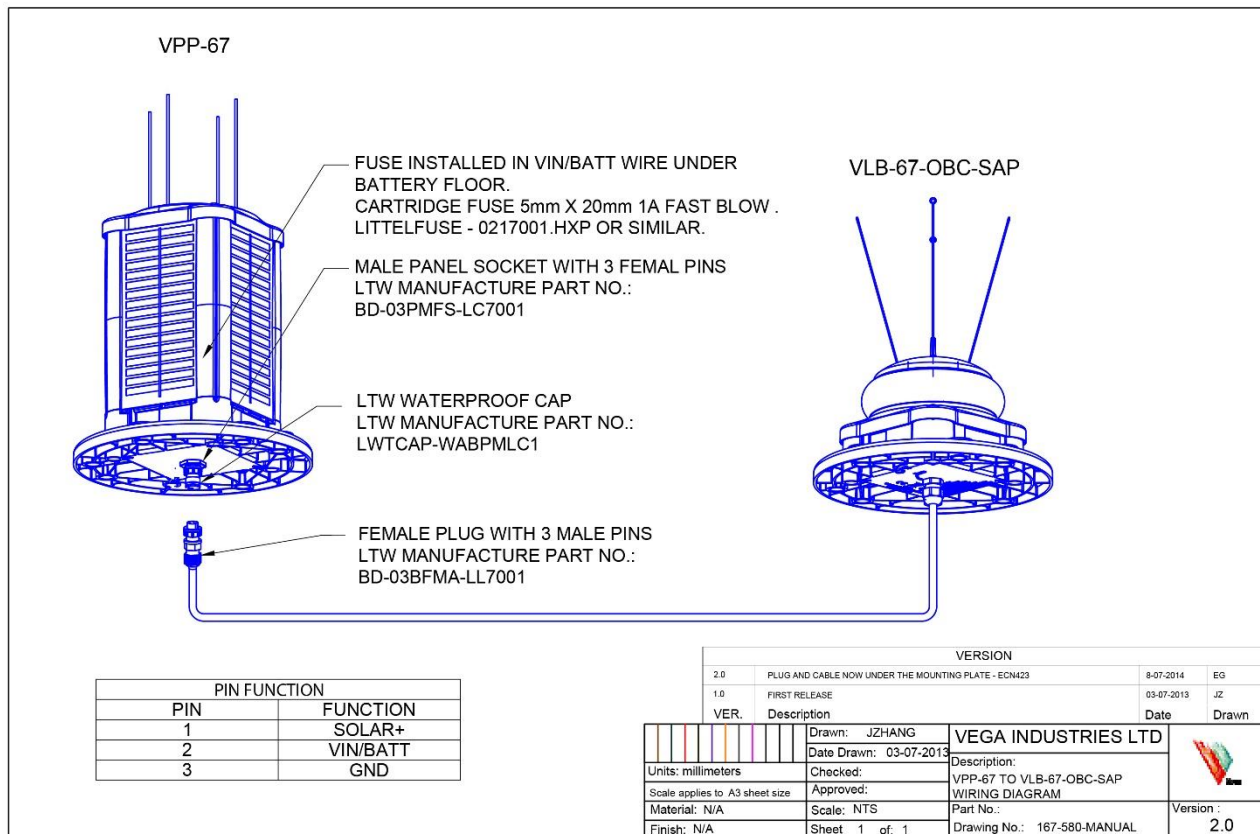 VPP-67
VLB-67-OBC-SAP
FUSE INSTALLED IN VIN/BATT WIRE UNDER
BATTERY FLOOR.
CARTRIDGE FUSE 5mm X 20mm 1A FAST BLOW .
LITTELFUSE - 0217001.HXP OR SIMILAR.
MALE PANEL SOCKET WITH 3 FEMAL PINS
LTW MANUFACTURE PART NO.:
BD-03PMFS-LC7001
LTW WATERPROOF CAP
LTW MANUFACTURE PART NO.:
LWTCAP-WABPMLC1
FEMALE PLUG WITH 3 MALE PINS
LTW MANUFACTURE PART NO.:
BD-03BFMA-LL7001
PIN FUNCTION
PIN FUNCTION
1 SOLAR+
2 VIN/BATT
3 GND
VERSION
2.0 PLUG AND CABLE NOW UNDER THE MOUNTING PLATE - ECN423 8-07-2014 EG
1.0 FIRST RELEASE 03-07-2013 JZ
VER. Description Date Drawn
Drawn: JZHANG
Date Drawn: 03-07-2013
Units: millimeters
Checked:
Scale applies to A3 sheet size
Approved:
Material: N/A
Scale: NTS
Finish: N/A
Sheet 1 of: 1
VEGA INDUSTRIES LTD
Description:
VPP-67 TO VLB-67-OBC-SAP
WIRING DIAGRAM
Part No.:
Drawing No.: 167-580-MANUAL
Version :
2.0